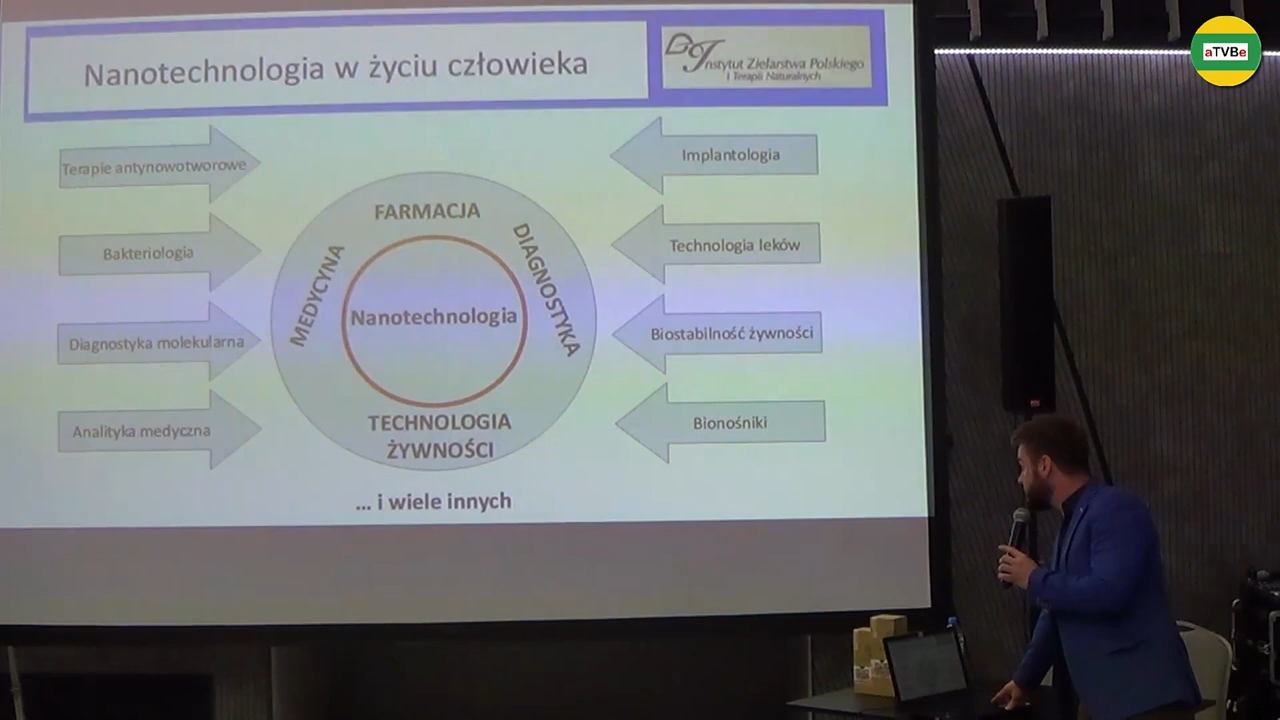 Nanotechnologia w życiu człowieka
Instytut Zielarstwa Polskiego
i Terapii Naturalnych
aTVBe
Terapie antynowotworowe
Bakteriologia
Diagnostyka molekularna
Analityka medyczna
FARMACJA
MEDYCYNA
DIAGNOSTYKA
Nanotechnologia
TECHNOLOGIA
ŻYWNOŚCI
... i wiele innych
Implantologia
Technologia leków
Biostabilność żywności
Bionośniki